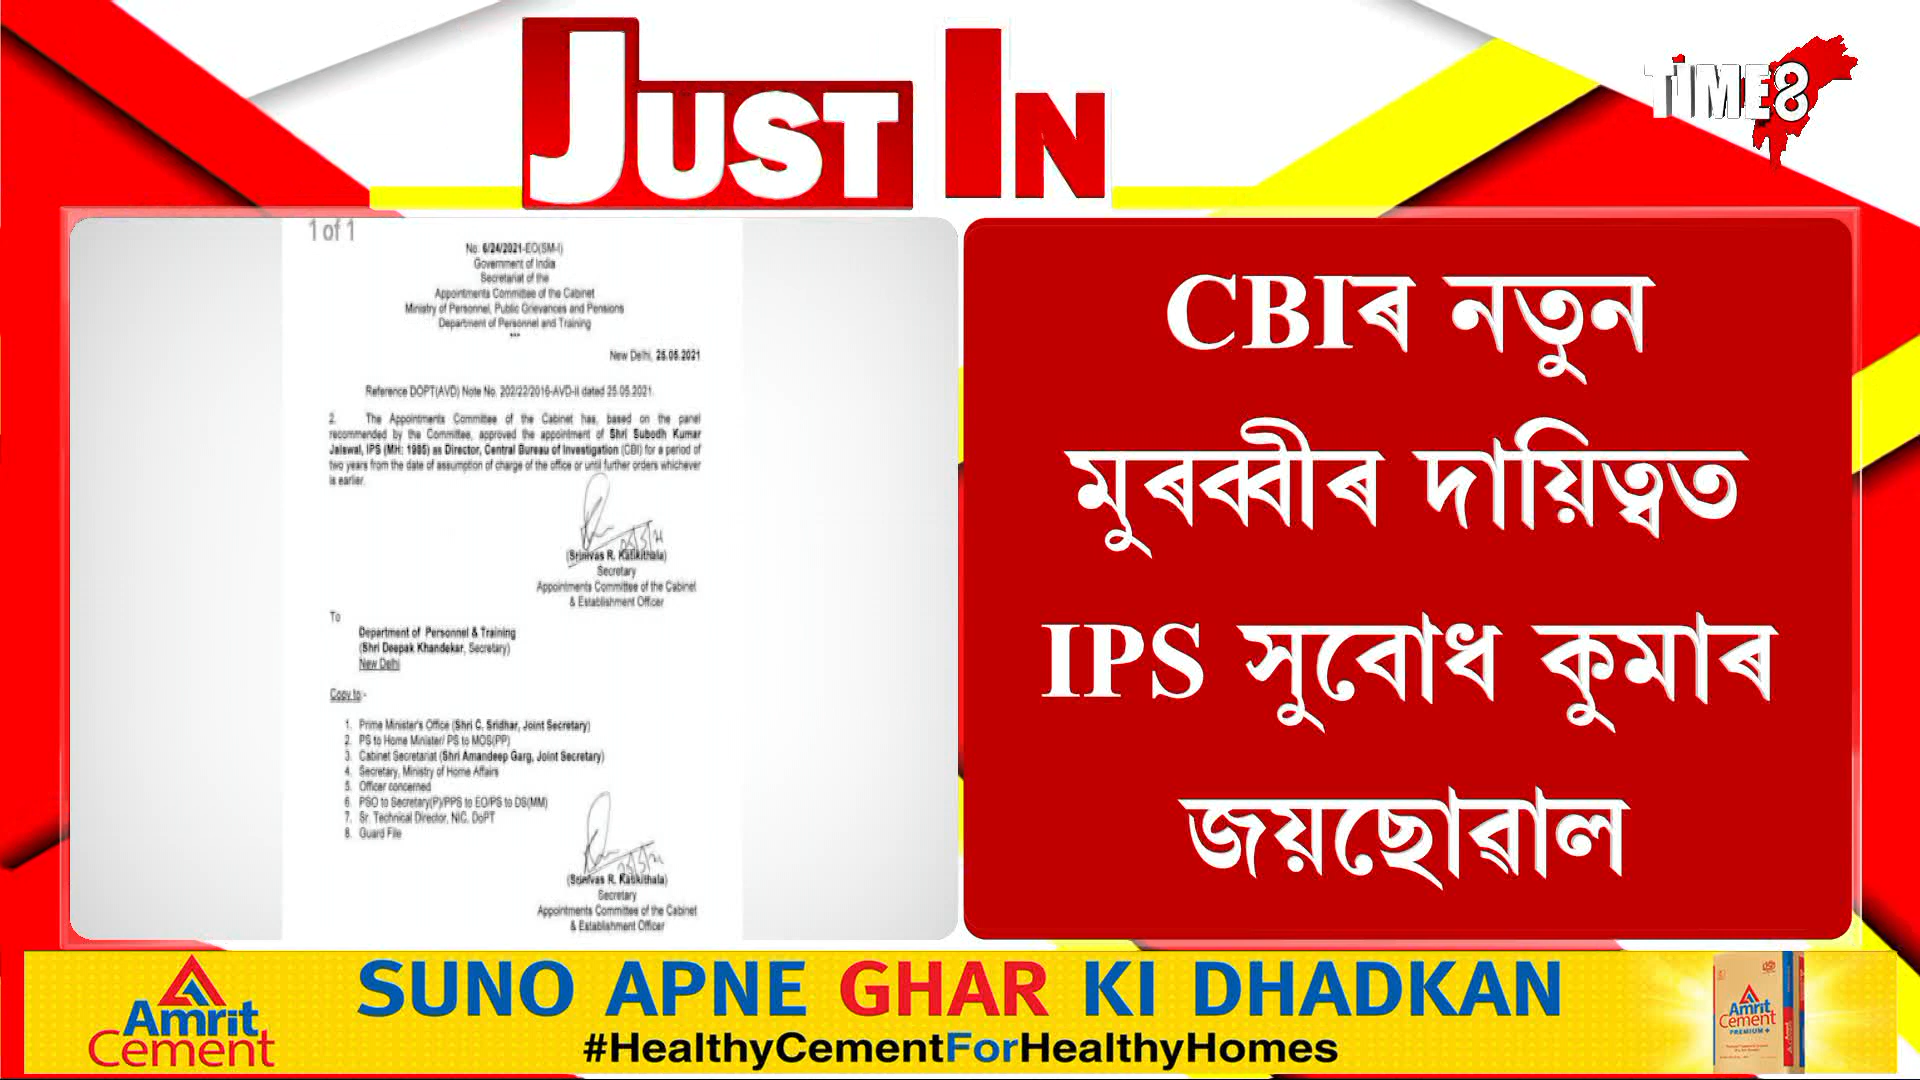 JUST IN
TIME8
1 of 1
No. 6/24/2021-EO(SM-I)
Government of India
Secretariat of the
Appointments Committee of the Cabinet
Ministry of Personnel, Public Grievances and Pensions
Department of Personnel and Training
***
New Delhi, 25.05.2021
Reference DOPT(AVD) Note No. 202/22/2016-AVD-II dated 25.05.2021.
2. The Appointments Committee of the Cabinet has, based on the panel
recommended by the Committee, approved the appointment of Shri Subodh Kumar
Jaiswal, IPS (MH: 1985) as Director, Central Bureau of Investigation (CBI) for a period of
two years from the date of assumption of charge of the office or until further orders whichever
is earlier.
(Srinivas R. Katikithala)
Secretary
Appointments Committee of the Cabinet
& Establishment Officer
To
Department of Personnel & Training
(Shri Deepak Khandekar, Secretary)
New Delhi
Copy to:-
1. Prime Minister's Office (Shri C. Sridhar, Joint Secretary)
2. PS to Home Minister/ PS to MOS(PP)
3. Cabinet Secretariat (Shri Amandeep Garg, Joint Secretary)
4. Secretary, Ministry of Home Affairs
5. Officer concerned
6. PSO to Secretary(P)/PPS to EO/PS to DS(MM)
7. Sr. Technical Director, NIC, DoPT
8. Guard File
(Srinivas R. Katikithala)
Secretary
Appointments Committee of the Cabinet
& Establishment Officer
CBIৰ নতুন
মুৰব্বীৰ দায়িত্বত
IPS সুবোধ কুমাৰ
জয়ছোৱাল
Amrit
Cement
SUNO APNE GHAR KI DHADKAN
#HealthyCementForHealthyHomes
Amrit
Cement
PREMIUM+